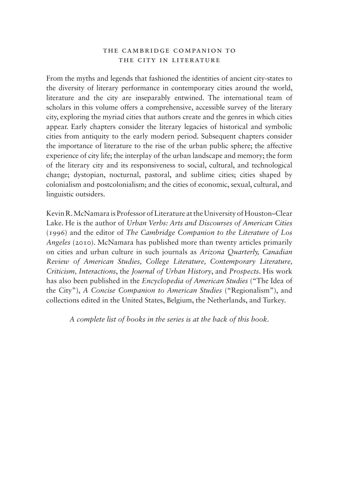 THE CAMBRIDGE COMPANION TO
THE CITY IN LITERATURE
From the myths and legends that fashioned the identities of ancient city-states to
the diversity of literary performance in contemporary cities around the world,
literature and the city are inseparably entwined. The international team of
scholars in this volume offers a comprehensive, accessible survey of the literary
city, exploring the myriad cities that authors create and the genres in which cities
appear. Early chapters consider the literary legacies of historical and symbolic
cities from antiquity to the early modern period. Subsequent chapters consider
the importance of literature to the rise of the urban public sphere; the affective
experience of city life; the interplay of the urban landscape and memory; the form
of the literary city and its responsiveness to social, cultural, and technological
change; dystopian, nocturnal, pastoral, and sublime cities; cities shaped by
colonialism and postcolonialism; and the cities of economic, sexual, cultural, and
linguistic outsiders.
Kevin R. McNamara is Professor of Literature at the University of Houston–Clear
Lake. He is the author of Urban Verbs: Arts and Discourses of American Cities
(1996) and the editor of The Cambridge Companion to the Literature of Los
Angeles (2010). McNamara has published more than twenty articles primarily
on cities and urban culture in such journals as Arizona Quarterly, Canadian
Review of American Studies, College Literature, Contemporary Literature,
Criticism, Interactions, the Journal of Urban History, and Prospects. His work
has also been published in the Encyclopedia of American Studies (“The Idea of
the City”), A Concise Companion to American Studies (“Regionalism”), and
collections edited in the United States, Belgium, the Netherlands, and Turkey.
A complete list of books in the series is at the back of this book.